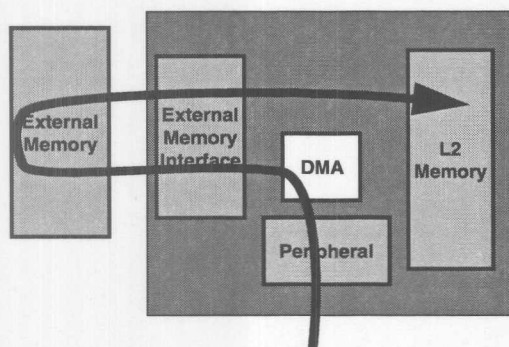 External
Memory
External
Memory
Interface
DMA
L2
Memory
Peripheral